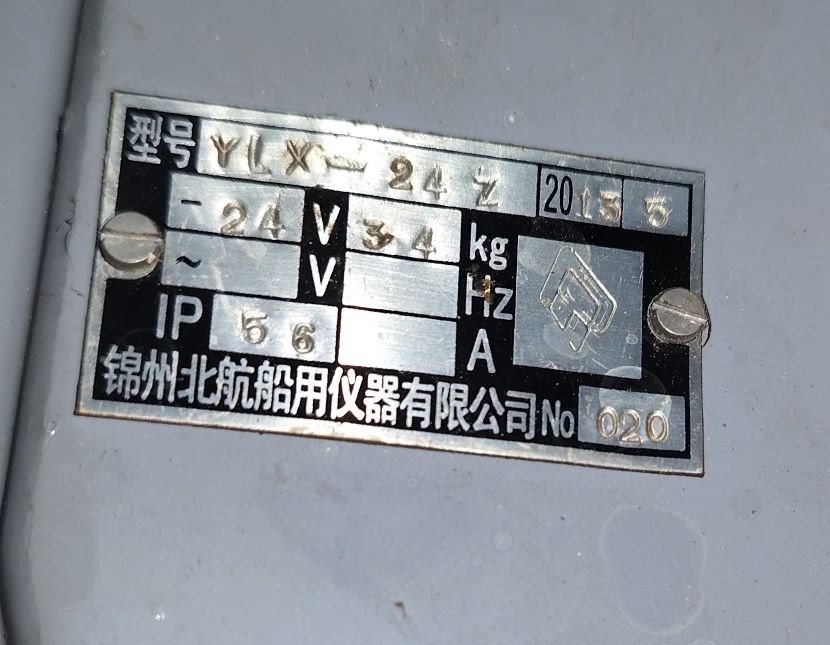 型号 YLX-24Z 2013 5
- 24 V 34 kg
~ V Hz
IP 56 A
锦州北航船用仪器有限公司 No 020